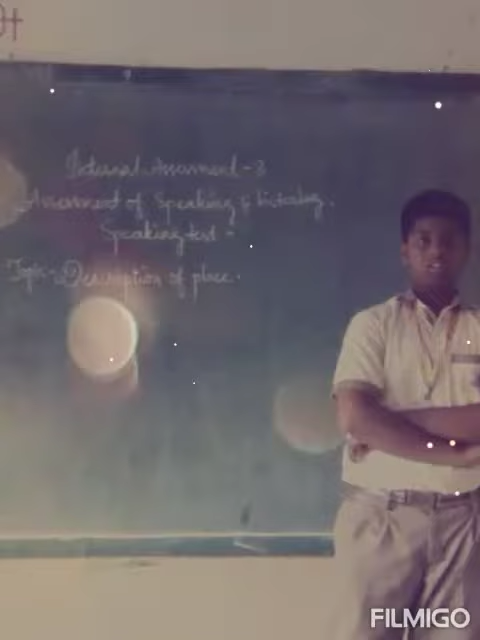 Internal Assessment - 3
Assessment of Speaking & listening.
Speaking test -
Topic - Description of place.
FILMIGO